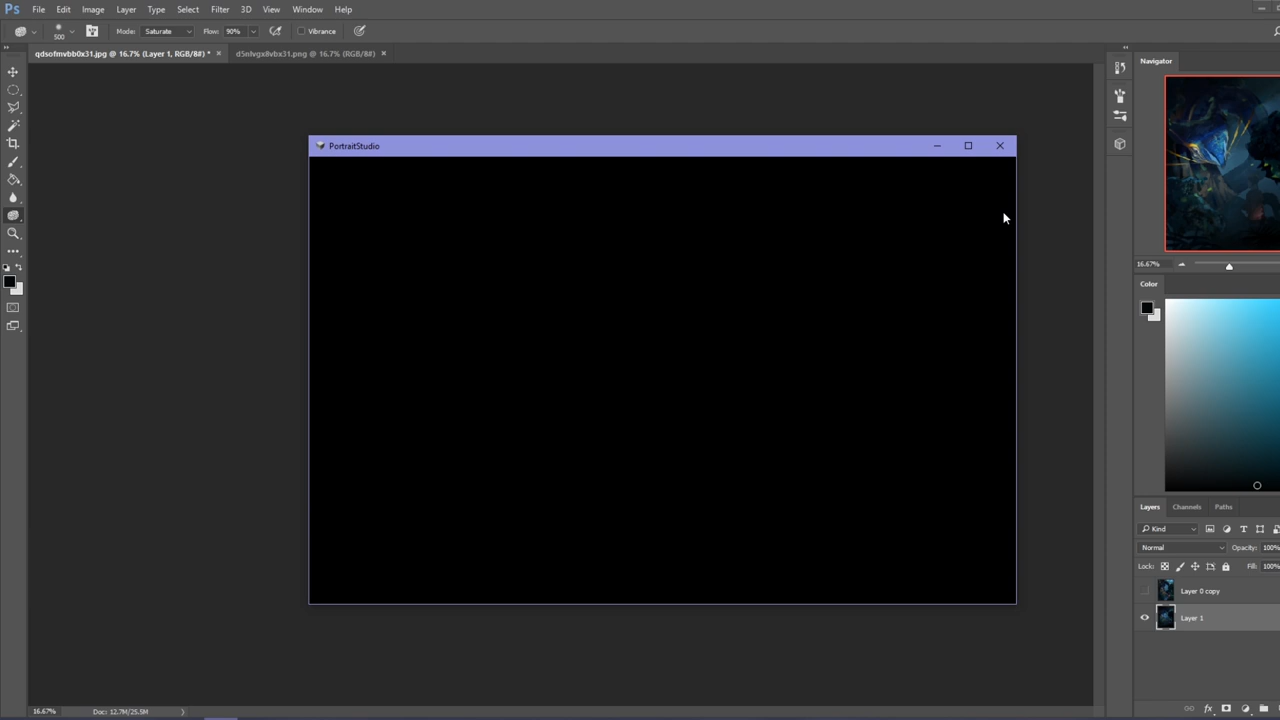 Ps File Edit Image Layer Type Select Filter 3D View Window Help
500 Mode: Saturate Flow: 90% Vibrance
qdsofmvbb0x31.jpg @ 16.7% (Layer 1, RGB/8#) * × d5nlvgx8vbx31.png @ 16.7% (RGB/8#) ×
Navigator
PortraitStudio
16.67%
Color
Layers Channels Paths
Kind
Normal Opacity: 100%
Lock: Fill: 100%
Layer 0 copy
Layer 1
16.67% Doc: 12.7M/25.5M